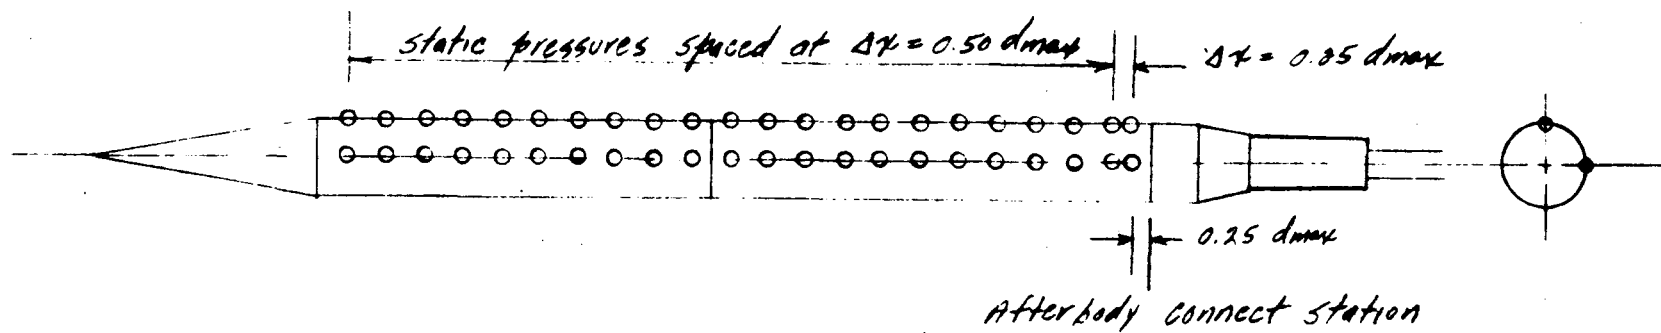 static pressures spaced at Δx = 0.50 dmax
Δx = 0.25 dmax
0.25 dmax
Afterbody connect station